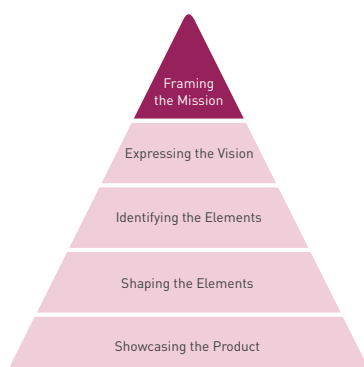 Framing
the Mission
Expressing the Vision
Identifying the Elements
Shaping the Elements
Showcasing the Product